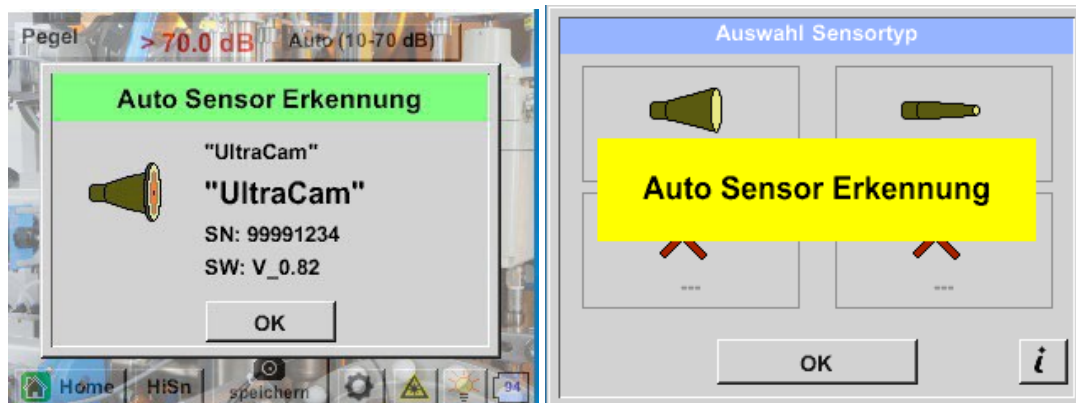 Pegel > 70.0 dB Auto (10-70 dB)
Auto Sensor Erkennung
"UltraCam"
"UltraCam"
SN: 99991234
SW: V_0.82
OK
Home HiSn speichern 94
Auswahl Sensortyp
Auto Sensor Erkennung
--- ---
OK i